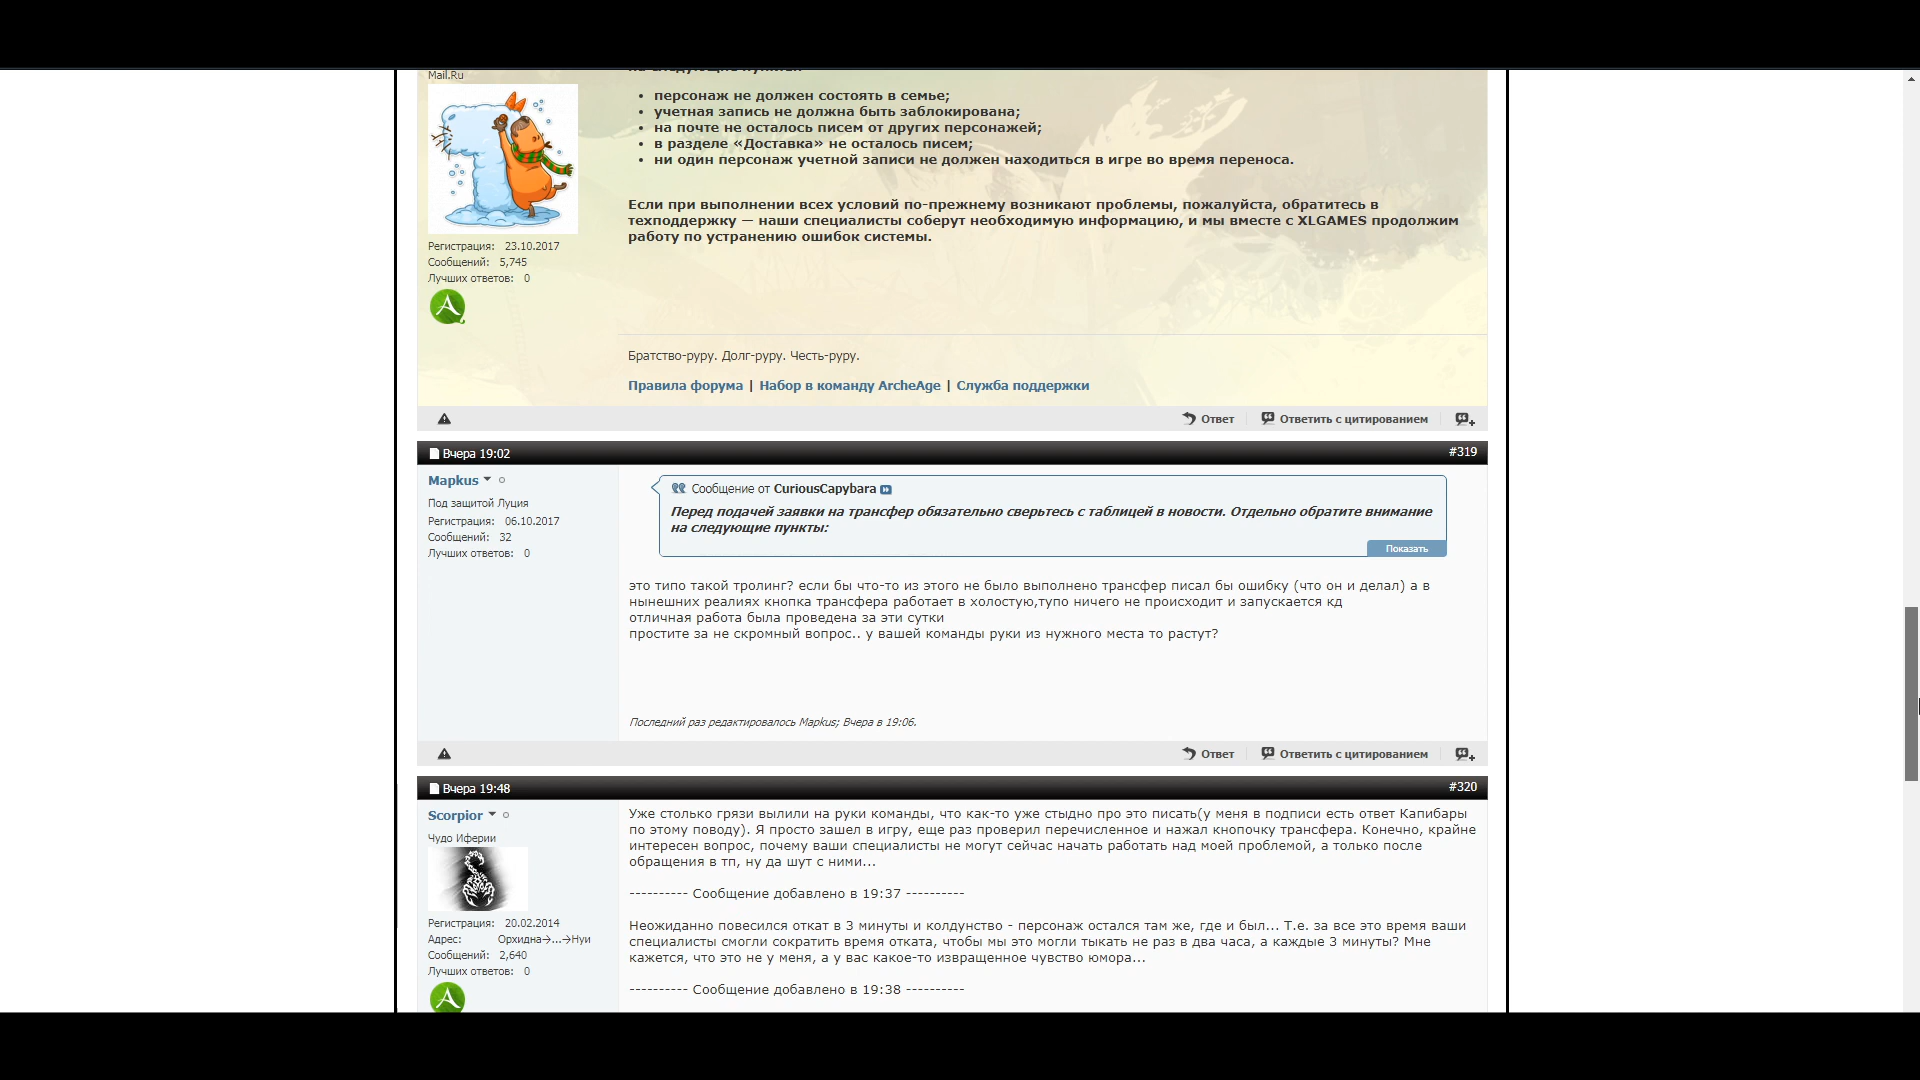 Mail.Ru
на следующие пункты:
• персонаж не должен состоять в семье;
• учетная запись не должна быть заблокирована;
• на почте не осталось писем от других персонажей;
• в разделе «Доставка» не осталось писем;
• ни один персонаж учетной записи не должен находиться в игре во время переноса.
Если при выполнении всех условий по-прежнему возникают проблемы, пожалуйста, обратитесь в
техподдержку — наши специалисты соберут необходимую информацию, и мы вместе с XLGAMES продолжим
работу по устранению ошибок системы.
Регистрация: 23.10.2017
Сообщений: 5,745
Лучших ответов: 0
Братство-руру. Долг-руру. Честь-руру.
Правила форума | Набор в команду ArcheAge | Служба поддержки
Ответ Ответить с цитированием
Вчера 19:02 #319
Mapkus
Под защитой Луция
Регистрация: 06.10.2017
Сообщений: 32
Лучших ответов: 0
Сообщение от CuriousCapybara
Перед подачей заявки на трансфер обязательно сверьтесь с таблицей в новости. Отдельно обратите внимание
на следующие пункты:
Показать
это типо такой тролинг? если бы что-то из этого не было выполнено трансфер писал бы ошибку (что он и делал) а в
нынешних реалиях кнопка трансфера работает в холостую,тупо ничего не происходит и запускается кд
отличная работа была проведена за эти сутки
простите за не скромный вопрос.. у вашей команды руки из нужного места то растут?
Последний раз редактировалось Mapkus; Вчера в 19:06.
Ответ Ответить с цитированием
Вчера 19:48 #320
Scorpior
Чудо Иферии
Регистрация: 20.02.2014
Адрес: Орхидна→...→Нуи
Сообщений: 2,640
Лучших ответов: 0
Уже столько грязи вылили на руки команды, что как-то уже стыдно про это писать(у меня в подписи есть ответ Капибары
по этому поводу). Я просто зашел в игру, еще раз проверил перечисленное и нажал кнопочку трансфера. Конечно, крайне
интересен вопрос, почему ваши специалисты не могут сейчас начать работать над моей проблемой, а только после
обращения в тп, ну да шут с ними...
---------- Сообщение добавлено в 19:37 ----------
Неожиданно повесился откат в 3 минуты и колдунство - персонаж остался там же, где и был... Т.е. за все это время ваши
специалисты смогли сократить время отката, чтобы мы это могли тыкать не раз в два часа, а каждые 3 минуты? Мне
кажется, что это не у меня, а у вас какое-то извращенное чувство юмора...
---------- Сообщение добавлено в 19:38 ----------